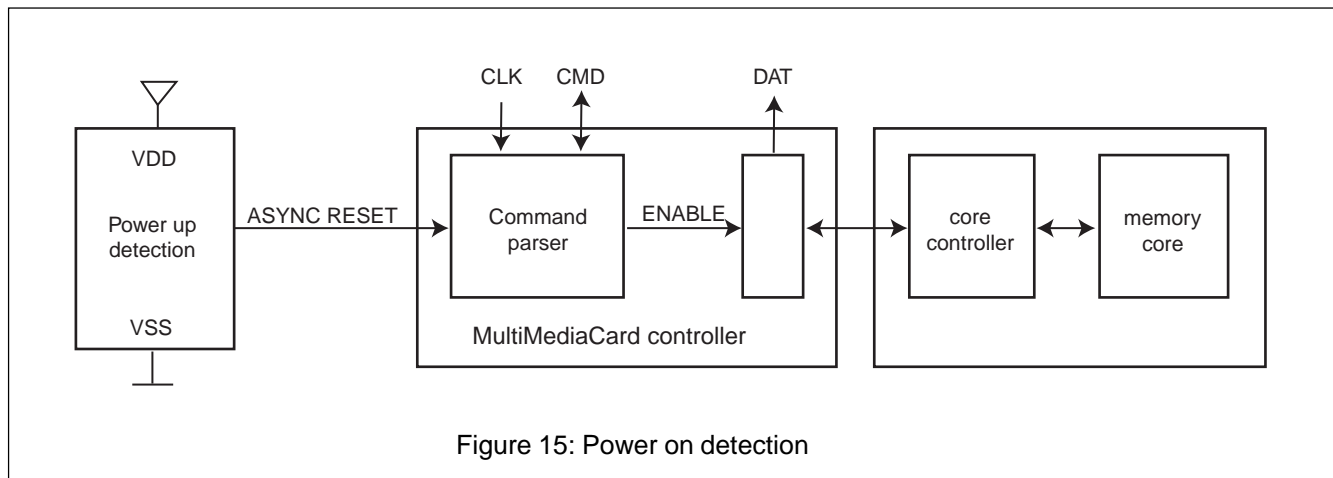 CLK
CMD
DAT
VDD
Power up
detection
VSS
ASYNC RESET
Command
parser
ENABLE
MultiMediaCard controller
core
controller
memory
core
Figure 15: Power on detection